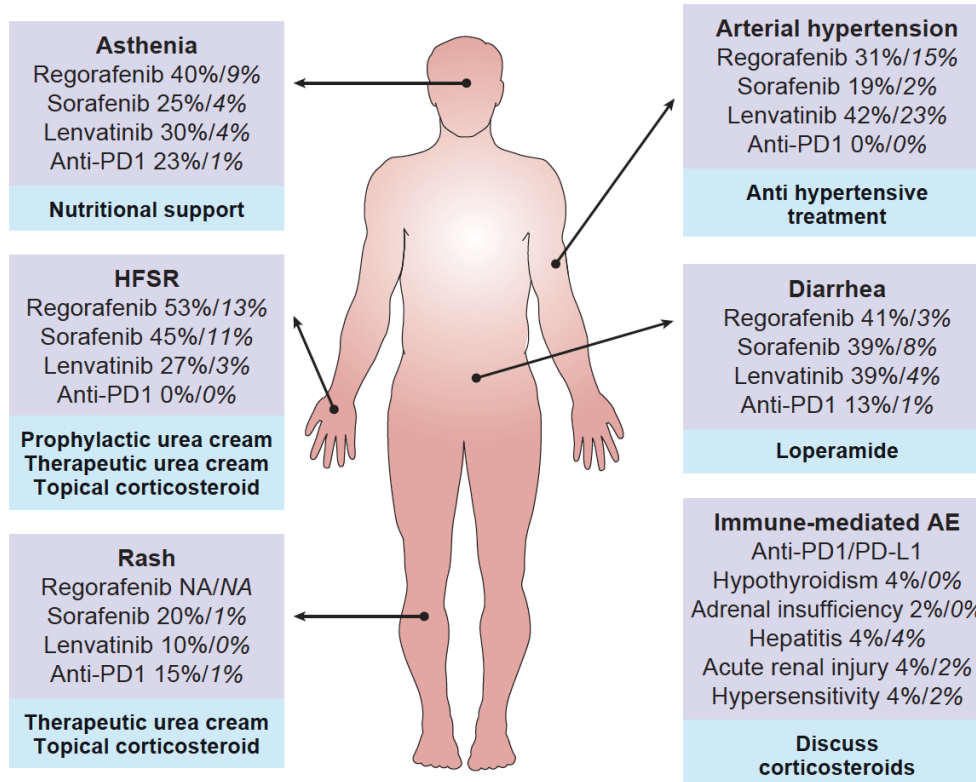 Asthenia
Regorafenib 40%/9%
Sorafenib 25%/4%
Lenvatinib 30%/4%
Anti-PD1 23%/1%
Nutritional support
HFSR
Regorafenib 53%/13%
Sorafenib 45%/11%
Lenvatinib 27%/3%
Anti-PD1 0%/0%
Prophylactic urea cream
Therapeutic urea cream
Topical corticosteroid
Rash
Regorafenib NA/NA
Sorafenib 20%/1%
Lenvatinib 10%/0%
Anti-PD1 15%/1%
Therapeutic urea cream
Topical corticosteroid
Arterial hypertension
Regorafenib 31%/15%
Sorafenib 19%/2%
Lenvatinib 42%/23%
Anti-PD1 0%/0%
Anti hypertensive
treatment
Diarrhea
Regorafenib 41%/3%
Sorafenib 39%/8%
Lenvatinib 39%/4%
Anti-PD1 13%/1%
Loperamide
Immune-mediated AE
Anti-PD1/PD-L1
Hypothyroidism 4%/0%
Adrenal insufficiency 2%/0%
Hepatitis 4%/4%
Acute renal injury 4%/2%
Hypersensitivity 4%/2%
Discuss
corticosteroids